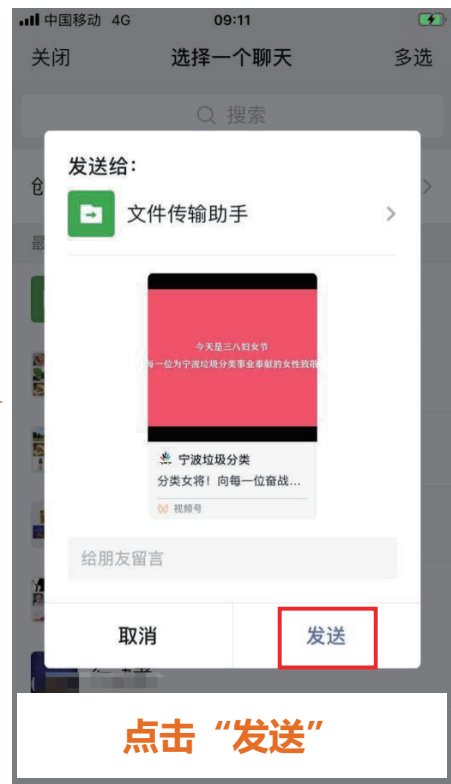 中国移动 4G 09:11
关闭 选择一个聊天 多选
搜索
发送给：
文件传输助手
今天是三八妇女节
每一位为宁波垃圾分类事业奉献的女性致敬
宁波垃圾分类
分类女将！向每一位奋战...
视频号
给朋友留言
取消 发送
点击“发送”